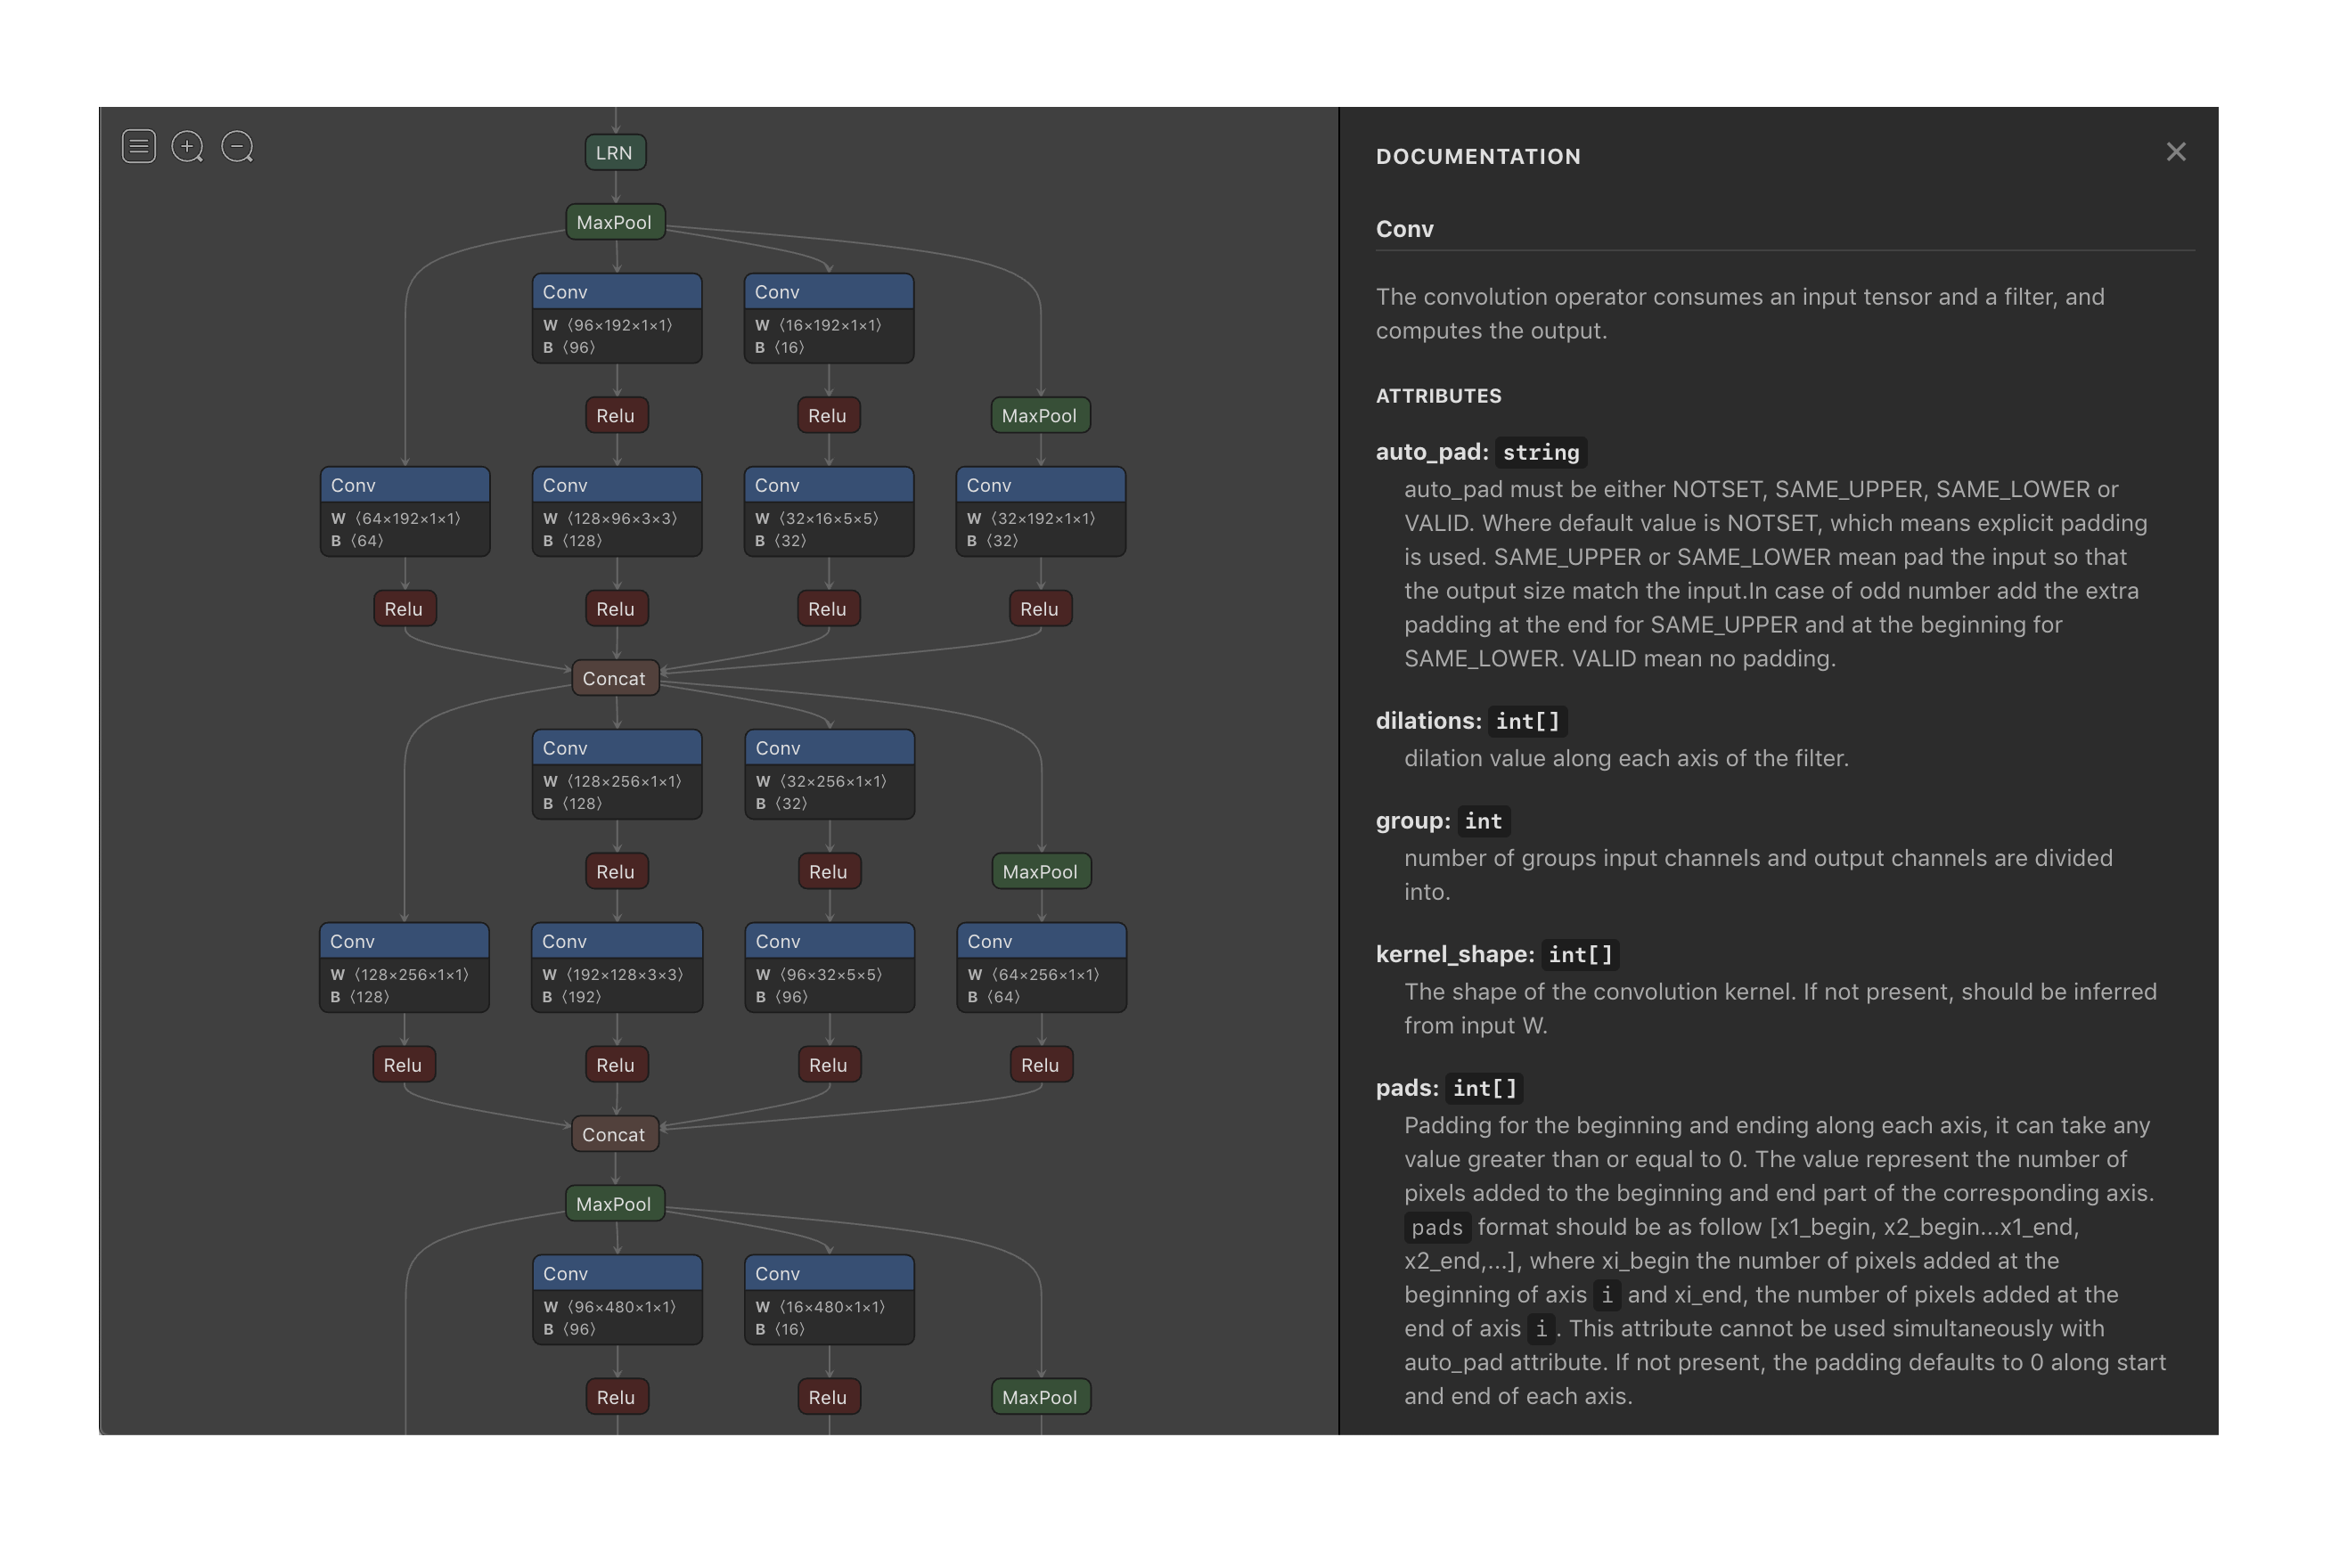 LRN
MaxPool
Conv
W ⟨96×192×1×1⟩
B ⟨96⟩
Conv
W ⟨16×192×1×1⟩
B ⟨16⟩
Relu
Relu
MaxPool
Conv
W ⟨64×192×1×1⟩
B ⟨64⟩
Conv
W ⟨128×96×3×3⟩
B ⟨128⟩
Conv
W ⟨32×16×5×5⟩
B ⟨32⟩
Conv
W ⟨32×192×1×1⟩
B ⟨32⟩
Relu
Relu
Relu
Relu
Concat
Conv
W ⟨128×256×1×1⟩
B ⟨128⟩
Conv
W ⟨32×256×1×1⟩
B ⟨32⟩
Relu
Relu
MaxPool
Conv
W ⟨128×256×1×1⟩
B ⟨128⟩
Conv
W ⟨192×128×3×3⟩
B ⟨192⟩
Conv
W ⟨96×32×5×5⟩
B ⟨96⟩
Conv
W ⟨64×256×1×1⟩
B ⟨64⟩
Relu
Relu
Relu
Relu
Concat
MaxPool
Conv
W ⟨96×480×1×1⟩
B ⟨96⟩
Conv
W ⟨16×480×1×1⟩
B ⟨16⟩
Relu
Relu
MaxPool
DOCUMENTATION
Conv
The convolution operator consumes an input tensor and a filter, and
computes the output.
ATTRIBUTES
auto_pad: string
auto_pad must be either NOTSET, SAME_UPPER, SAME_LOWER or
VALID. Where default value is NOTSET, which means explicit padding
is used. SAME_UPPER or SAME_LOWER mean pad the input so that
the output size match the input.In case of odd number add the extra
padding at the end for SAME_UPPER and at the beginning for
SAME_LOWER. VALID mean no padding.
dilations: int[]
dilation value along each axis of the filter.
group: int
number of groups input channels and output channels are divided
into.
kernel_shape: int[]
The shape of the convolution kernel. If not present, should be inferred
from input W.
pads: int[]
Padding for the beginning and ending along each axis, it can take any
value greater than or equal to 0. The value represent the number of
pixels added to the beginning and end part of the corresponding axis.
pads format should be as follow [x1_begin, x2_begin...x1_end,
x2_end,...], where xi_begin the number of pixels added at the
beginning of axis i and xi_end, the number of pixels added at the
end of axis i. This attribute cannot be used simultaneously with
auto_pad attribute. If not present, the padding defaults to 0 along start
and end of each axis.